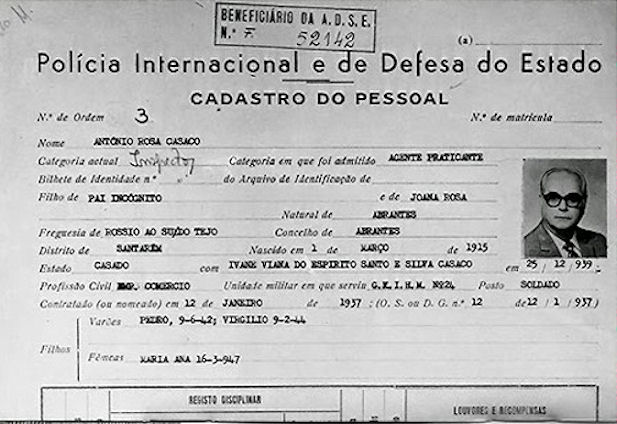 BENEFICIÁRIO DA A.D.S.E.
N.º F. 52142
(a)
Polícia Internacional e de Defesa do Estado
CADASTRO DO PESSOAL
N.º de Ordem 3 N.º de matrícula
Nome ANTÓNIO ROSA CASACO
Categoria actual Inspector Categoria em que foi admitido AGENTE PRATICANTE
Bilhete de Identidade n.º do Arquivo de Identificação de
Filho de PAI INCÓGNITO e de JOANA ROSA
Natural de ABRANTES
Freguesia de ROSSIO AO SUL DO TEJO Concelho de ABRANTES
Distrito de SANTARÉM Nascido em 1 de MARÇO de 1915
Estado CASADO com IVANE VIANA DO ESPIRITO SANTO E SILVA CASACO em 25 / 12 / 939.
Profissão Civil EMP. COMERCIO Unidade militar em que serviu G.E.I.H.M. Nº24 Posto SOLDADO
Contratado (ou nomeado) em 12 de JANEIRO de 1937 ; (O. S. ou D. G. n.º 12 de 12 / 1 / 937)
Varões PEDRO, 9-6-42; VIRGILIO 9-2-44
Filhos
Fêmeas MARIA ANA 16-3-947
REGISTO DISCIPLINAR
LOUVORES E RECOMPENSAS